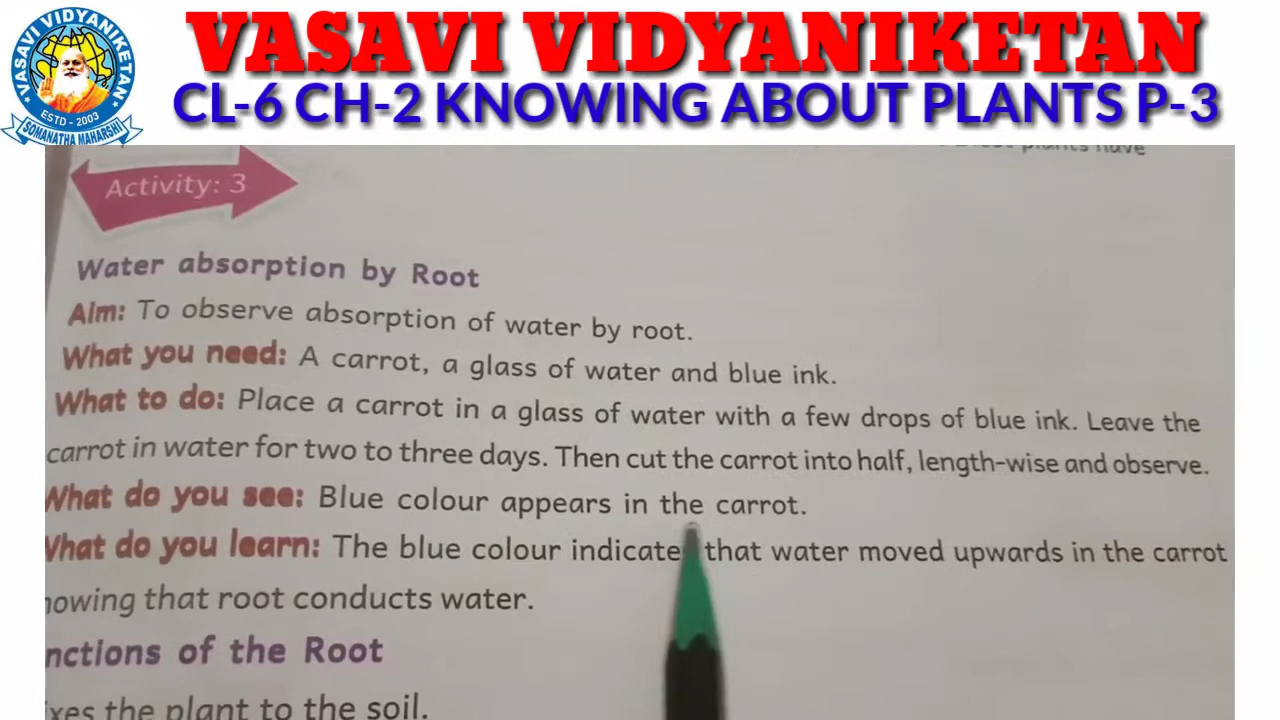 VASAVI VIDYANIKETAN
VASAVI VIDYANIKETAN
ESTD - 2003
SOMANATHA MAHARSHI
CL-6 CH-2 KNOWING ABOUT PLANTS P-3
plants have
Activity: 3
Water absorption by Root
Aim: To observe absorption of water by root.
What you need: A carrot, a glass of water and blue ink.
What to do: Place a carrot in a glass of water with a few drops of blue ink. Leave the
carrot in water for two to three days. Then cut the carrot into half, length-wise and observe.
What do you see: Blue colour appears in the carrot.
What do you learn: The blue colour indicate that water moved upwards in the carrot
howing that root conducts water.
nctions of the Root
ixes the plant to the soil.